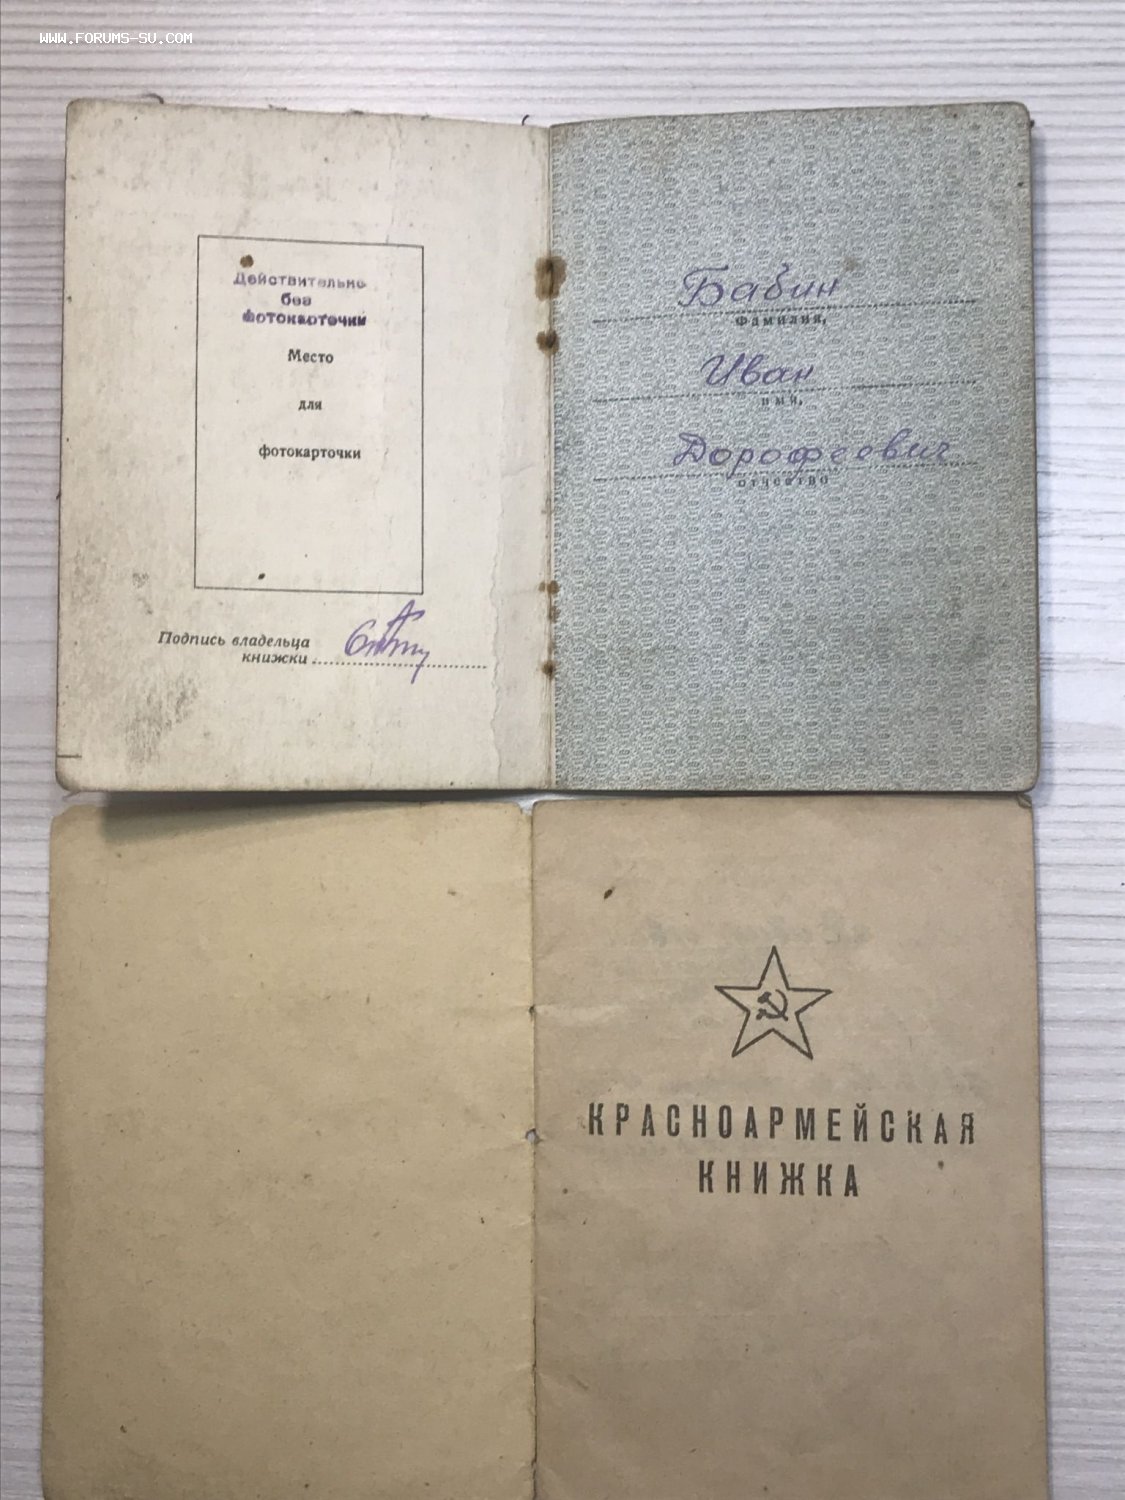 WWW.FORUMS-SU.COM
Действительно
без
фотокарточки
Место
для
фотокарточки
Подпись владельца
книжки
Бабин
Фамилия,
Иван
имя,
Дорофеевич
отчество
КРАСНОАРМЕЙСКАЯ
КНИЖКА